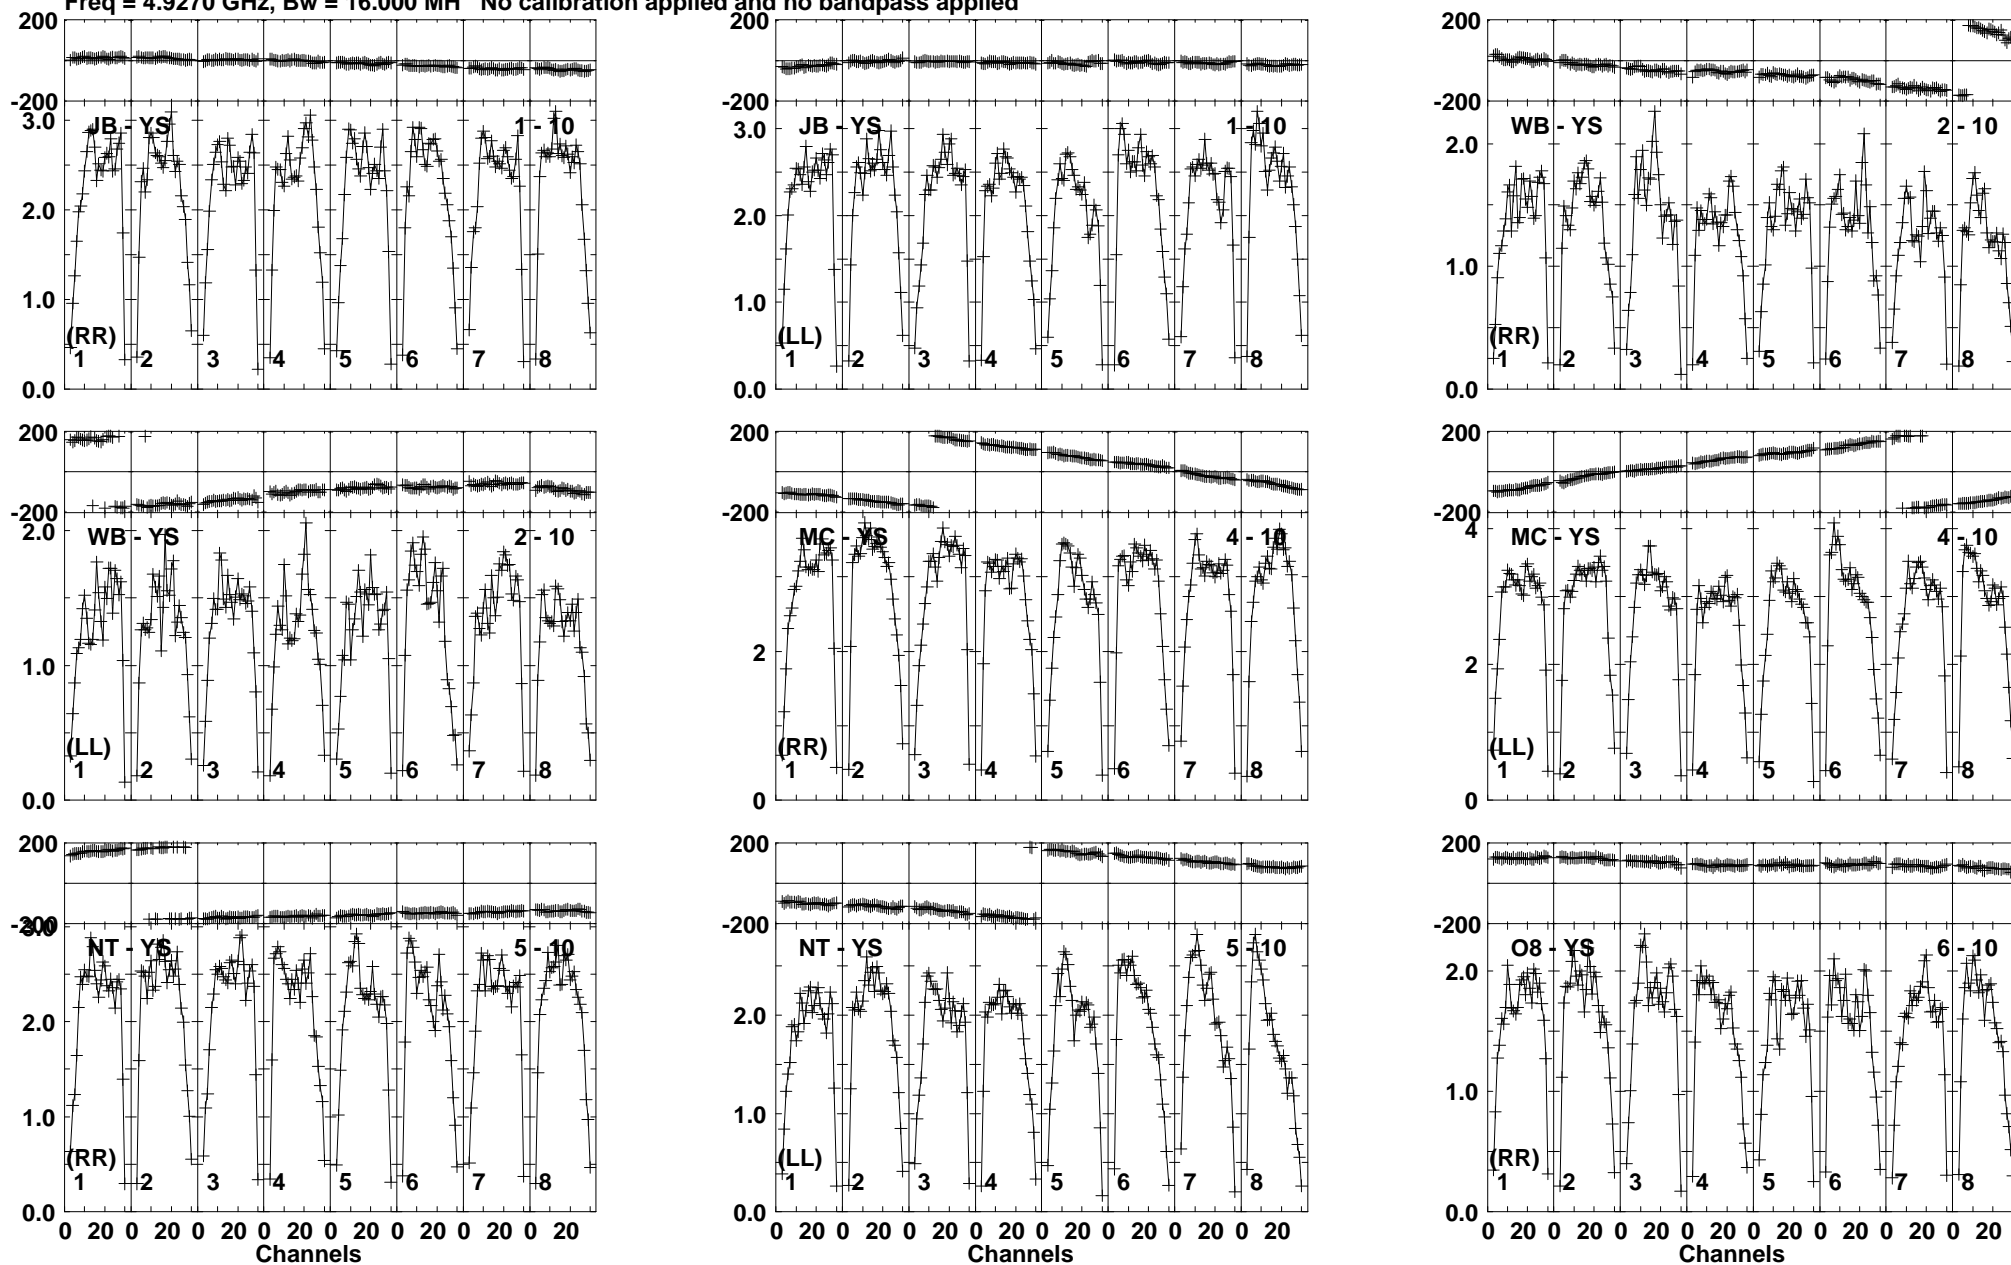 Freq = 4.9270 GHz, Bw = 16.000 MH No calibration applied and no bandpass applied
200 200 200
-200 -200 -200
3.0 JB - YS 1 - 10 3.0 JB - YS 1 - 10 2.0 WB - YS 2 - 10
2.0 2.0 1.0
1.0 1.0
(RR) (LL) (RR)
1 2 3 4 5 6 7 8 1 2 3 4 5 6 7 8 1 2 3 4 5 6 7 8
0.0 0.0 0.0
200 200 200
-200 -200 -200
2.0 WB - YS 2 - 10 MC - YS 4 - 10 4 MC - YS 4 - 10
1.0 2 2
(LL) (RR) (LL)
1 2 3 4 5 6 7 8 1 2 3 4 5 6 7 8 1 2 3 4 5 6 7 8
0.0 0 0
200 200 200
-200 -200 -200
3.0 NT - YS 5 - 10 NT - YS 5 - 10 O8 - YS 6 - 10
2.0 2.0 2.0
1.0 1.0 1.0
(RR) (LL) (RR)
1 2 3 4 5 6 7 8 1 2 3 4 5 6 7 8 1 2 3 4 5 6 7 8
0.0 0.0 0.0
0 20 0 20 0 20 0 20 0 20 0 20 0 20 0 20 0 20 0 20 0 20 0 20 0 20 0 20 0 20 0 20 0 20 0 20 0 20 0 20 0 20 0 20 0 20 0 20
Channels Channels Channels